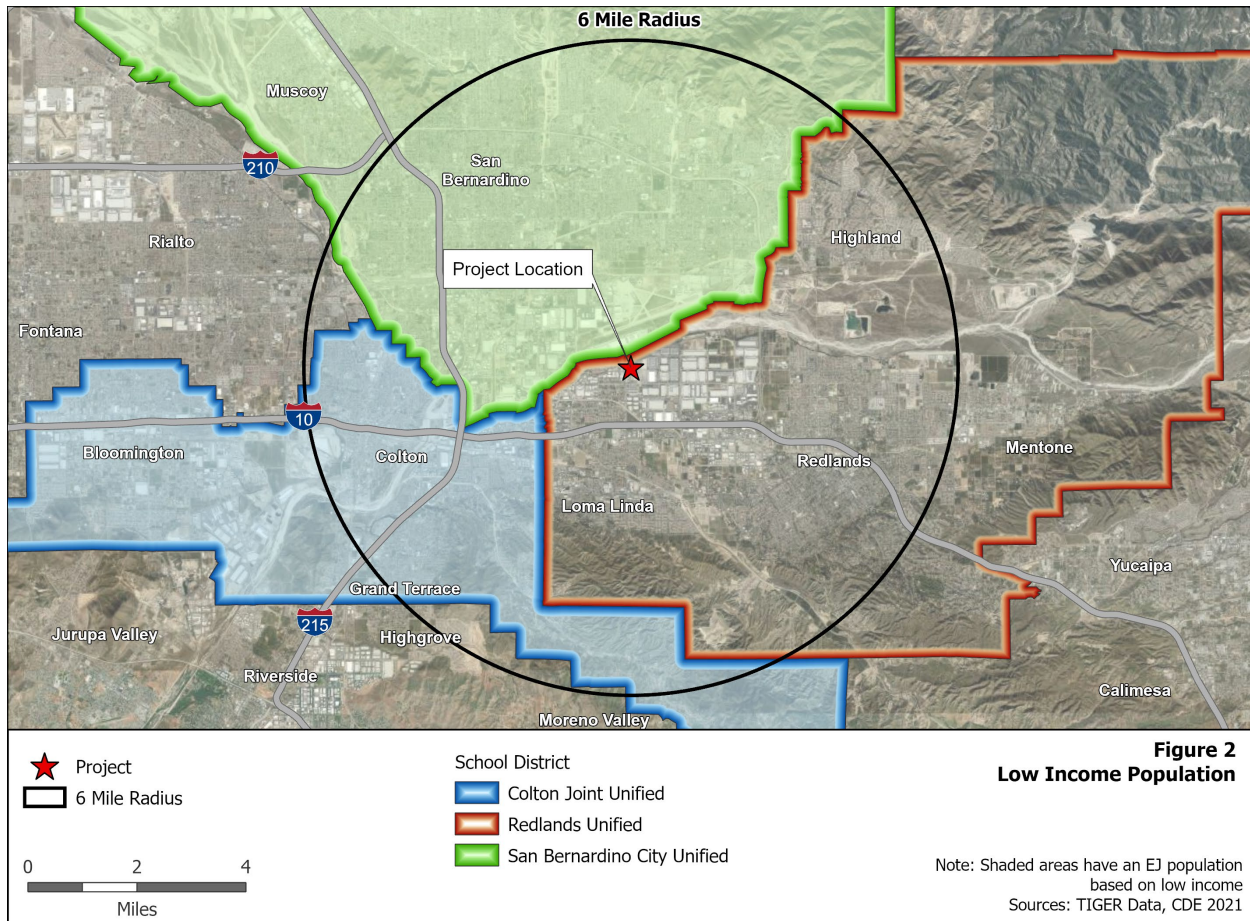 6 Mile Radius
Muscoy
210
San
Bernardino
Rialto
Highland
Project Location
Fontana
10
Bloomington
Colton
Redlands
Mentone
Loma Linda
Yucaipa
Grand Terrace
215
Jurupa Valley
Highgrove
Riverside
Calimesa
Moreno Valley
Project
6 Mile Radius
0 2 4
Miles
School District
Colton Joint Unified
Redlands Unified
San Bernardino City Unified
Figure 2
Low Income Population
Note: Shaded areas have an EJ population
based on low income
Sources: TIGER Data, CDE 2021